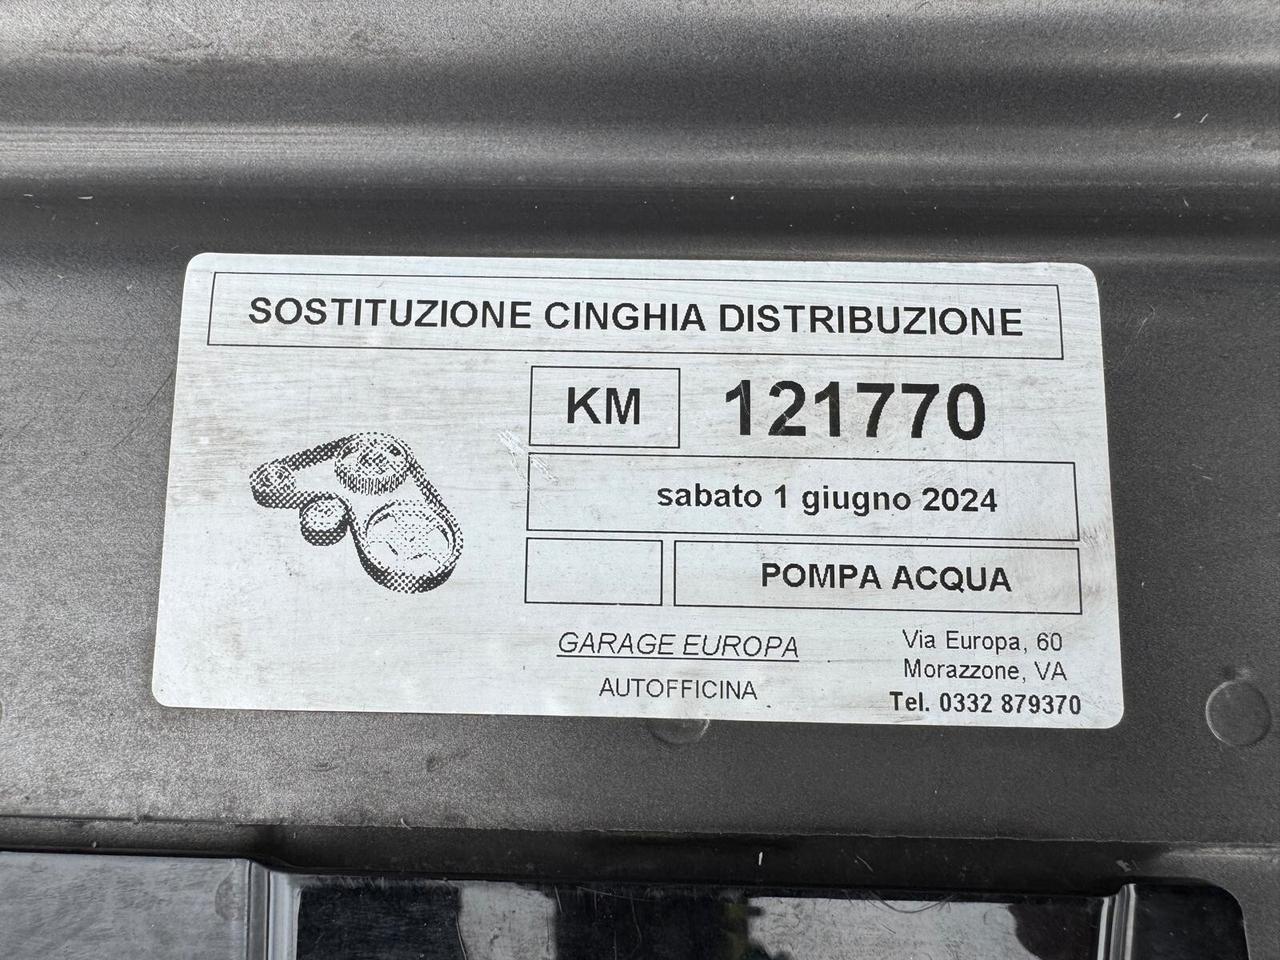 SOSTITUZIONE CINGHIA DISTRIBUZIONE
KM 121770
sabato 1 giugno 2024
POMPA ACQUA
GARAGE EUROPA
AUTOFFICINA
Via Europa, 60
Morazzone, VA
Tel. 0332 879370